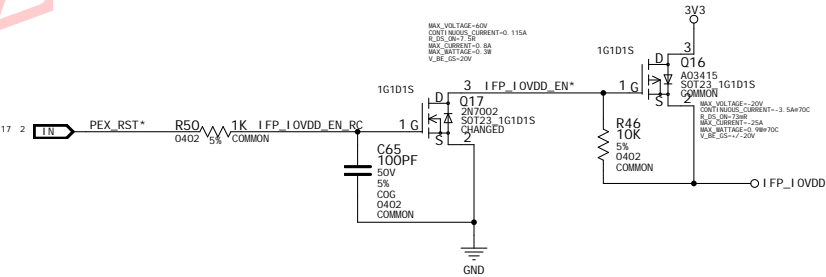 3V3
MAX_VOLTAGE=60V
CONTINUOUS_CURRENT=0.115A
R_DS_ON=7.5R
MAX_CURRENT=0.8A
MAX_WATTAGE=0.3W
V_BE_GS=20V
1G1D1S
D
3
Q16
AO3415
SOT23_1G1D1S
COMMON
1 G
S
2
MAX_VOLTAGE=-20V
CONTINUOUS_CURRENT=-3.5A@70C
R_DS_ON=73mR
MAX_CURRENT=-25A
MAX_WATTAGE=0.9W@70C
V_BE_GS=+/-20V
1G1D1S
D
3
IFP_IOVDD_EN*
Q17
2N7002
SOT23_1G1D1S
CHANGED
1 G
S
2
17 2
IN
PEX_RST*
R50
1K
0402
5%
COMMON
IFP_IOVDD_EN_RC
R46
10K
5%
0402
COMMON
C65
100PF
50V
5%
COG
0402
COMMON
IFP_IOVDD
GND